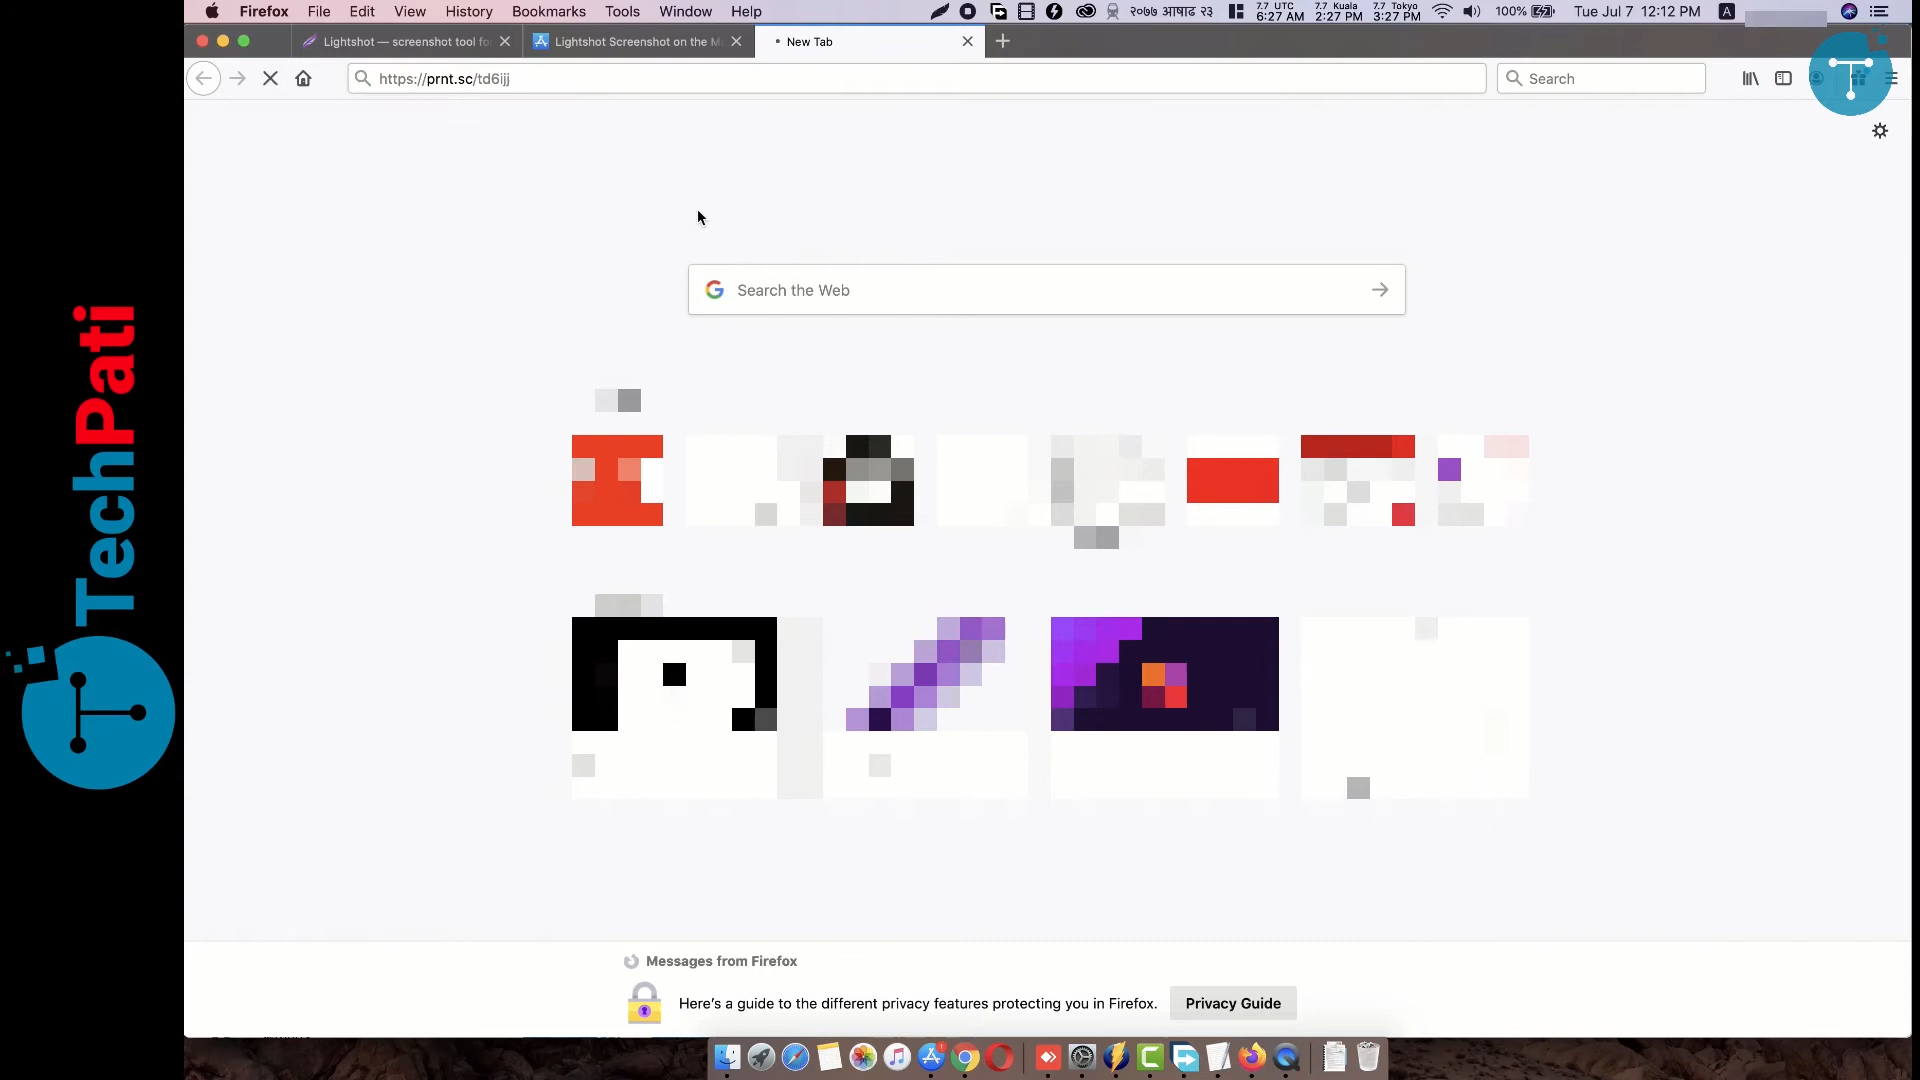 Firefox File Edit View History Bookmarks Tools Window Help
२०७७ आषाढ २३
7.7 UTC
6:27 AM
7.7 Kuala
2:27 PM
7.7 Tokyo
3:27 PM
100%
Tue Jul 7 12:12 PM
A
Lightshot — screenshot tool fo
Lightshot Screenshot on the M
New Tab
https://prnt.sc/td6ijj
Search
Search the Web
TechPati
Messages from Firefox
Here's a guide to the different privacy features protecting you in Firefox.
Privacy Guide